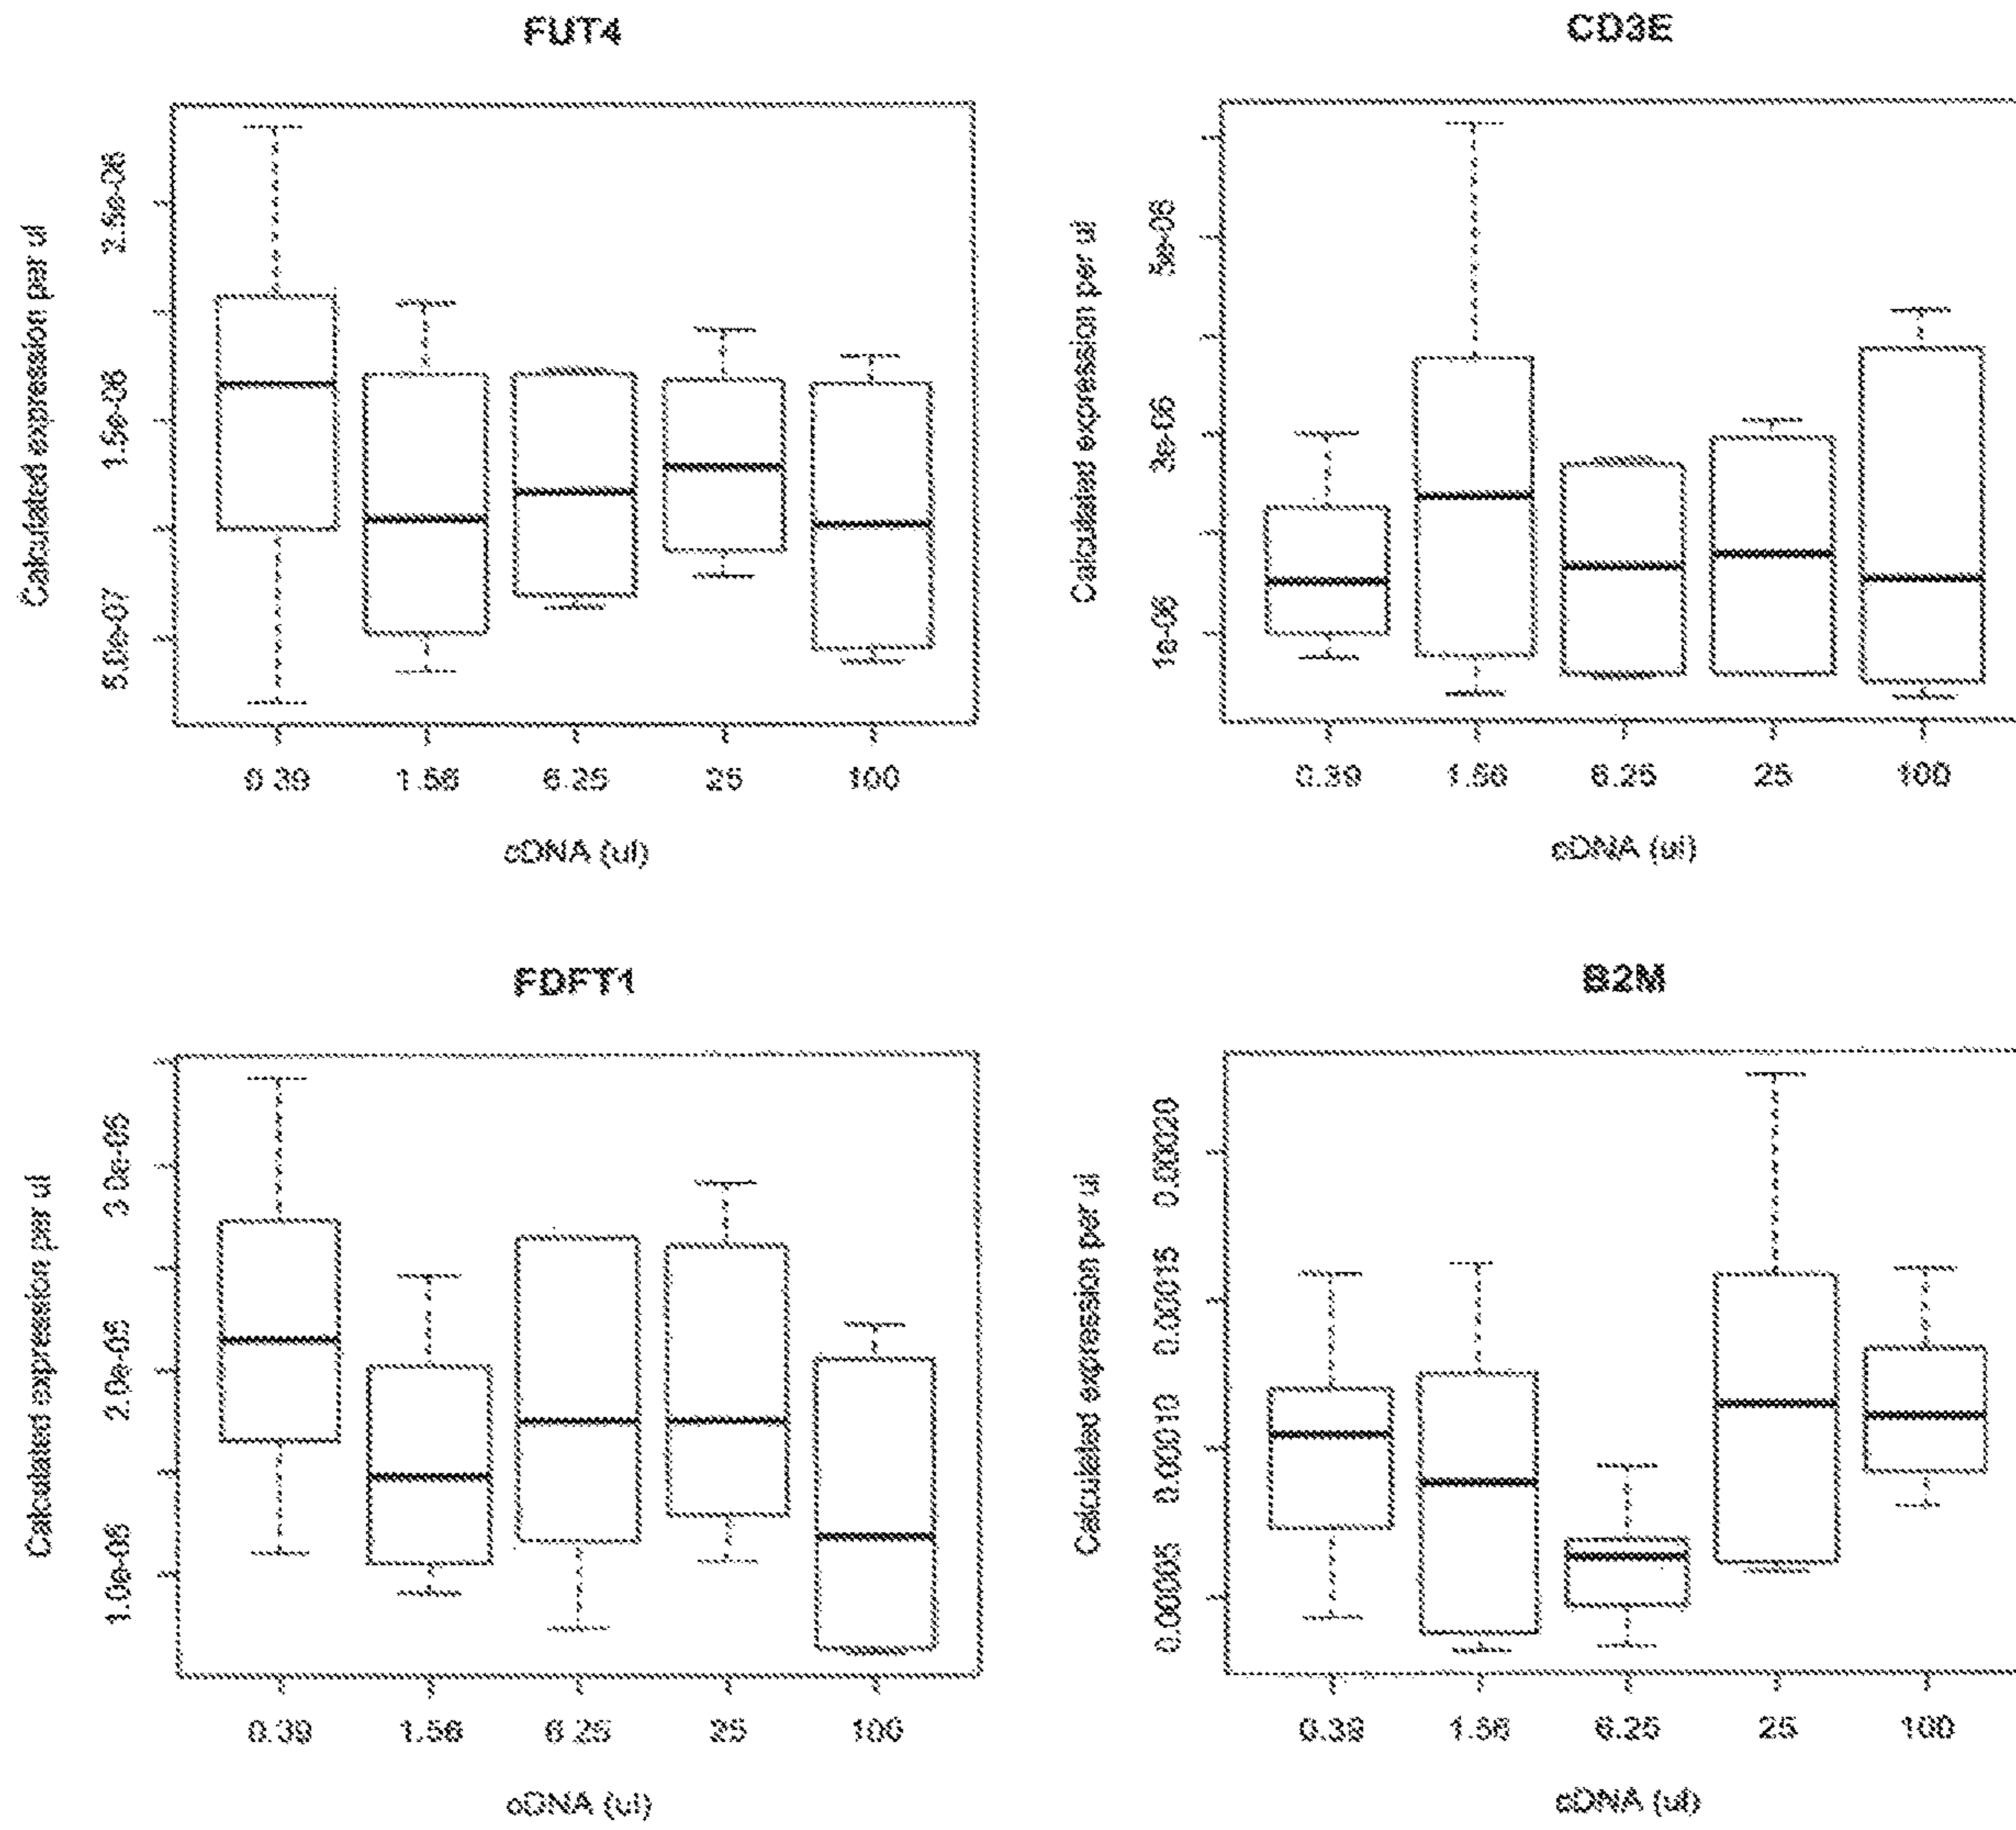 FUT4
Calculated expression per ul
5.0e-07
1.5e-06
2.5e-06
0.39
1.56
6.25
25
100
cDNA (ul)
CD3E
Calculated expression per ul
1e-06
3e-06
5e-06
0.39
1.56
6.25
25
100
cDNA (ul)
FDFT1
Calculated expression per ul
1.0e-06
2.0e-06
3.0e-06
0.39
1.56
6.25
25
100
cDNA (ul)
B2M
Calculated expression per ul
0.00005
0.00010
0.00015
0.00020
0.39
1.56
6.25
25
100
cDNA (ul)